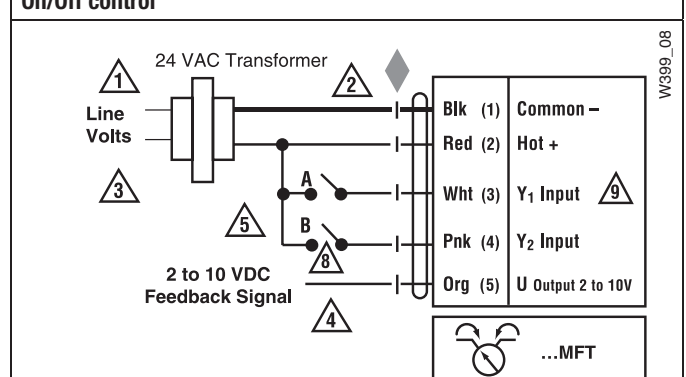 On/Off control
W399_08
24 VAC Transformer
1
2
Line
Volts
3
Blk (1) Common –
Red (2) Hot +
A
Wht (3) Y₁ Input
9
5
B
Pnk (4) Y₂ Input
8
2 to 10 VDC
Feedback Signal
Org (5) U Output 2 to 10V
4
...MFT